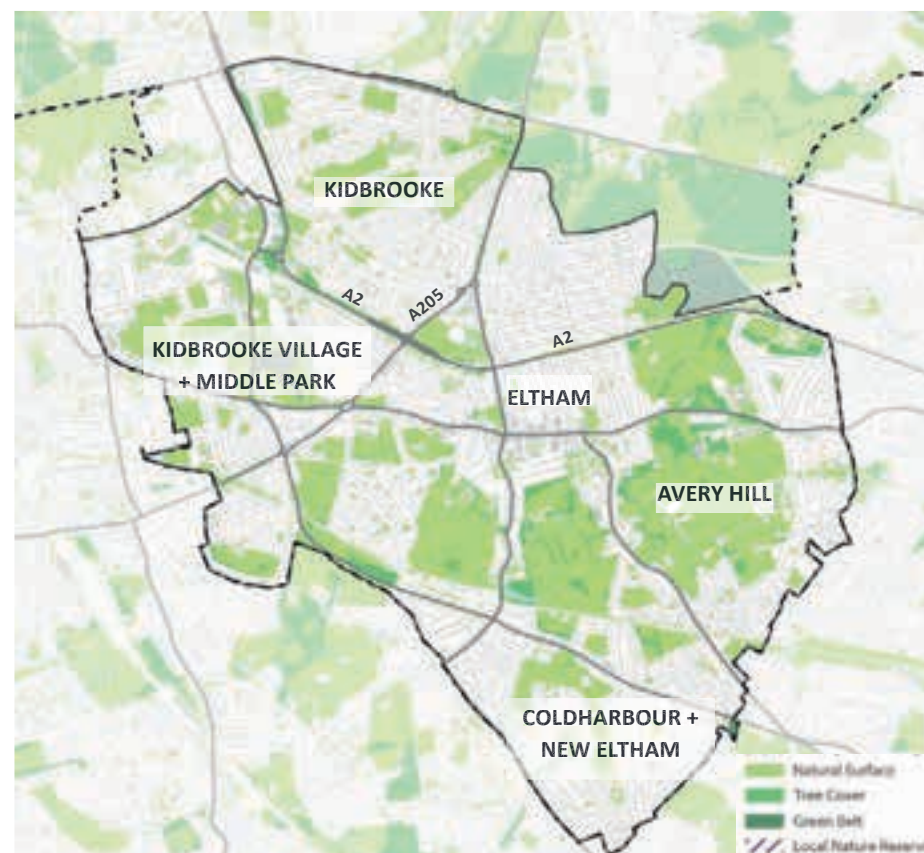 KIDBROOKE
A2
A205
A2
KIDBROOKE VILLAGE
+ MIDDLE PARK
ELTHAM
AVERY HILL
COLDHARBOUR +
NEW ELTHAM
Natural Surface
Tree Cover
Green Belt
Local Nature Reserve